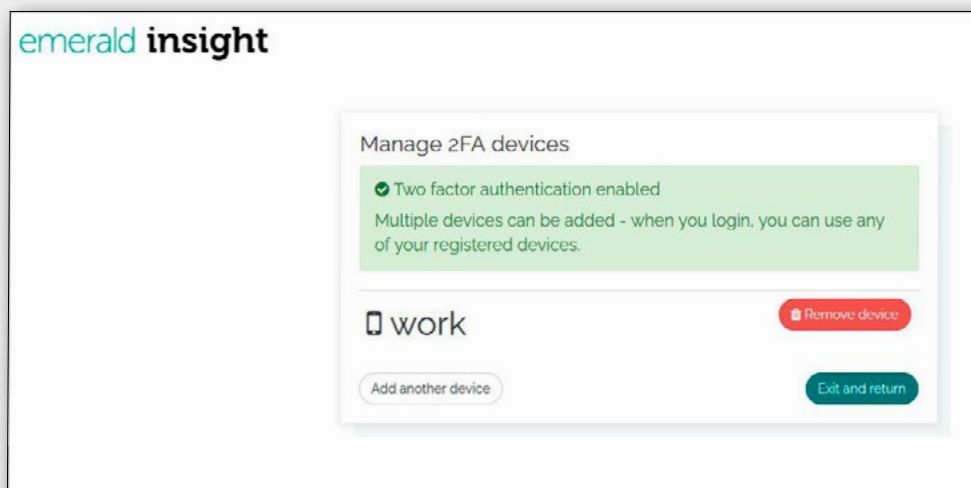 emerald insight
Manage 2FA devices
Two factor authentication enabled
Multiple devices can be added - when you login, you can use any
of your registered devices.
work
Remove device
Add another device
Exit and return